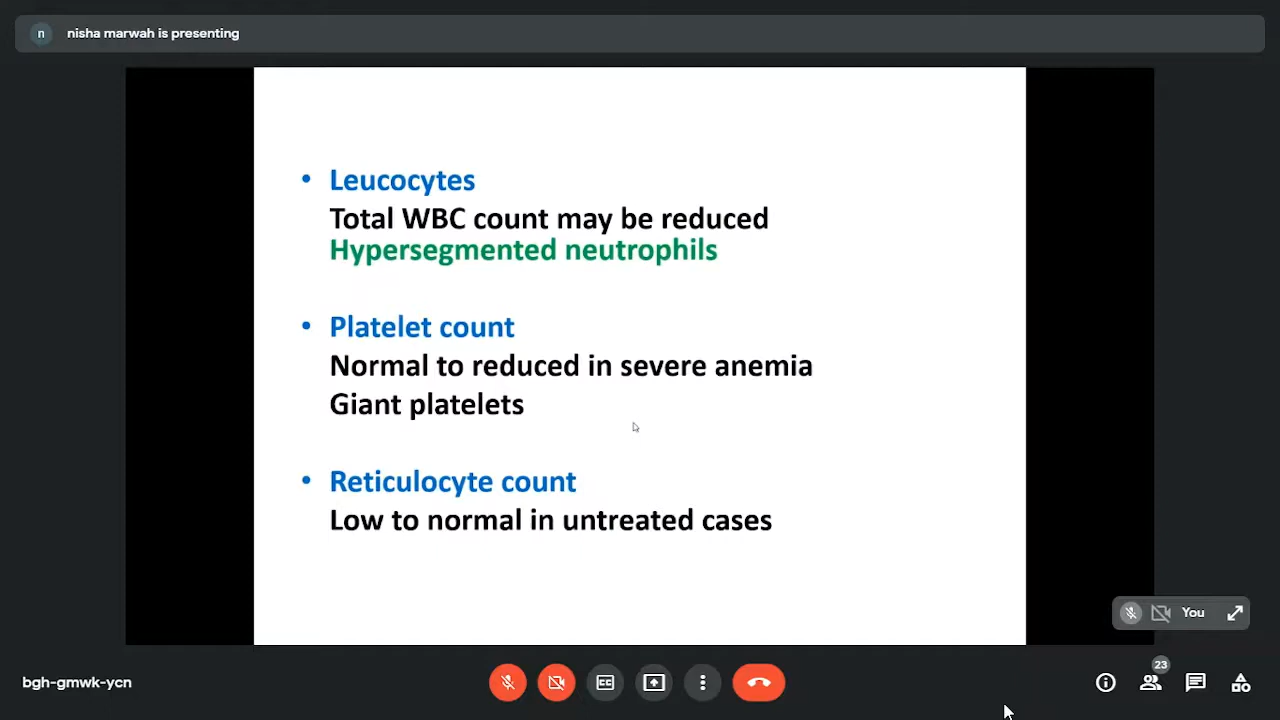 n nisha marwah is presenting
• Leucocytes
Total WBC count may be reduced
Hypersegmented neutrophils
• Platelet count
Normal to reduced in severe anemia
Giant platelets
• Reticulocyte count
Low to normal in untreated cases
You
23
bgh-gmwk-ycn
CC